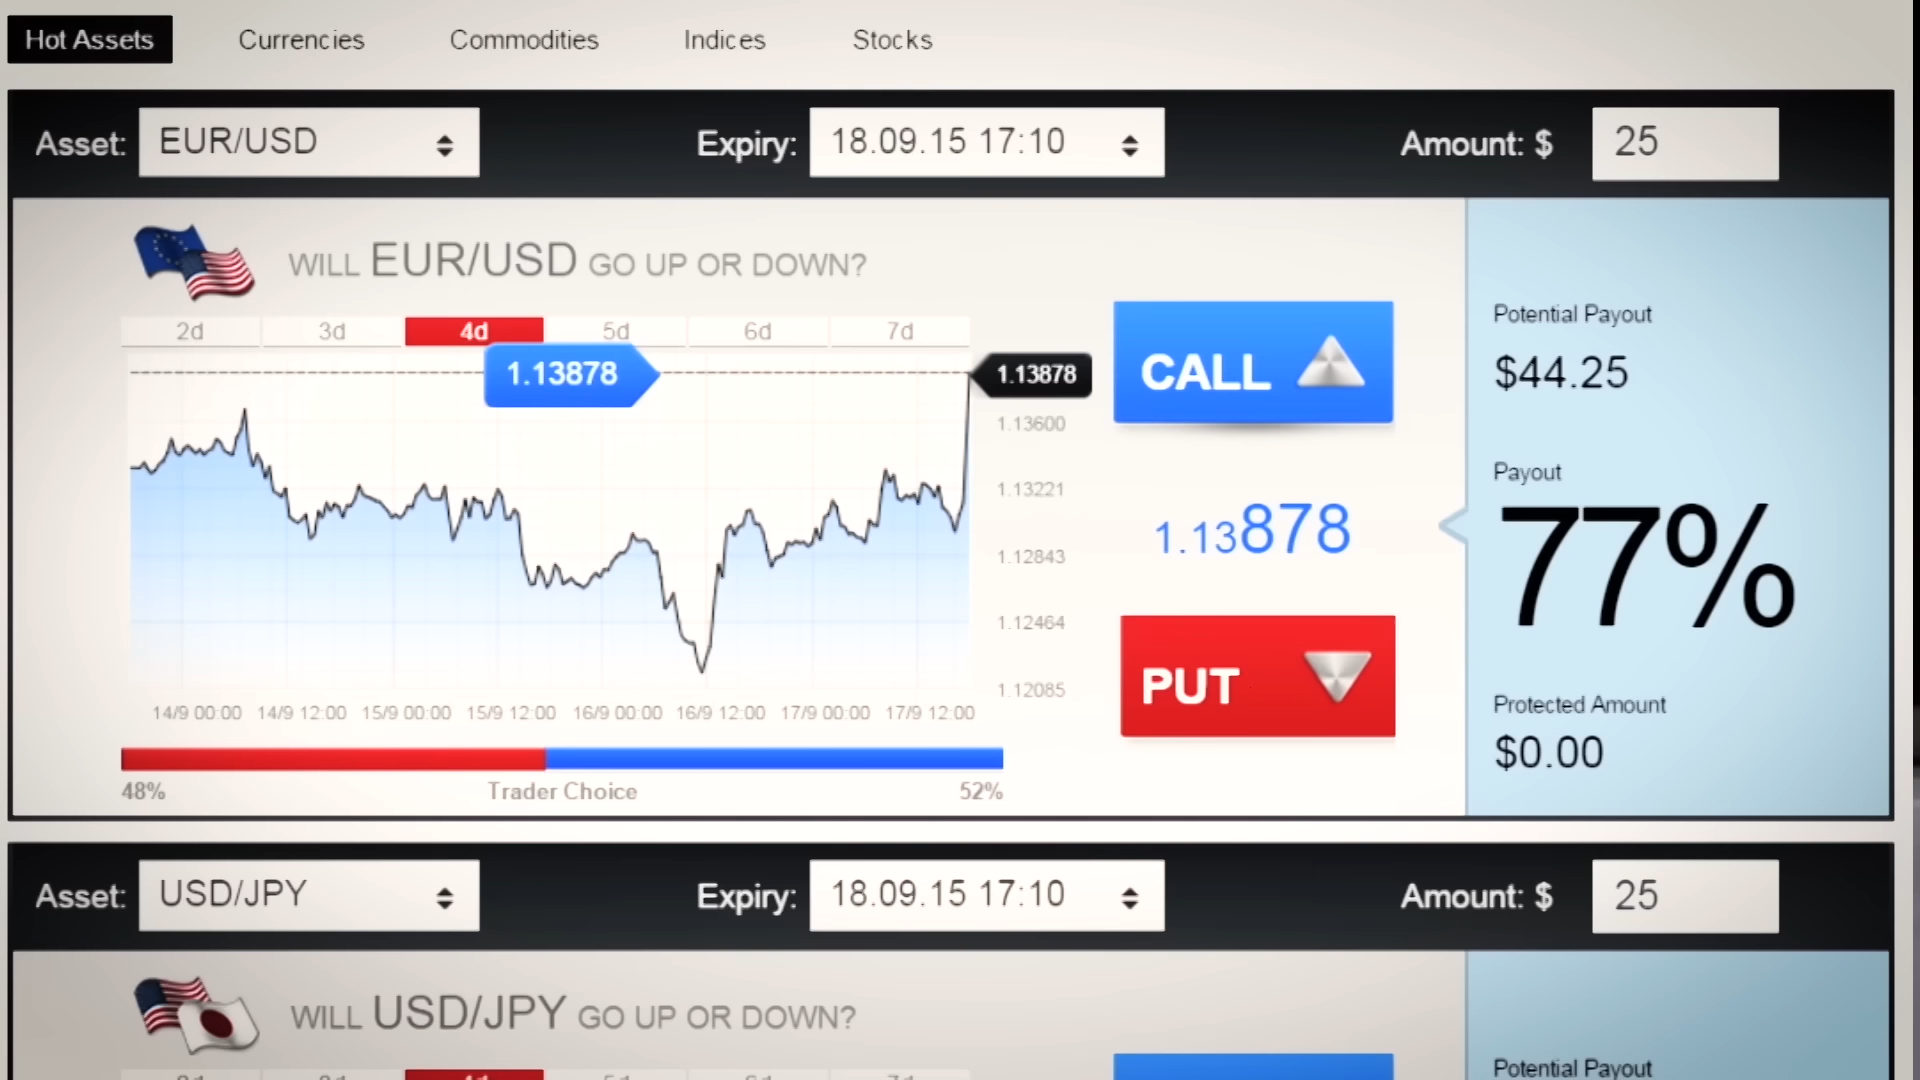 Hot Assets Currencies Commodities Indices Stocks
Asset: EUR/USD Expiry: 18.09.15 17:10 Amount: $ 25
WILL EUR/USD GO UP OR DOWN?
2d 3d 4d 5d 6d 7d
1.13878
1.13878
1.13600
1.13221
1.12843
1.12464
1.12085
14/9 00:00 14/9 12:00 15/9 00:00 15/9 12:00 16/9 00:00 16/9 12:00 17/9 00:00 17/9 12:00
48% Trader Choice 52%
CALL
1.13878
PUT
Potential Payout
$44.25
Payout
77%
Protected Amount
$0.00
Asset: USD/JPY Expiry: 18.09.15 17:10 Amount: $ 25
WILL USD/JPY GO UP OR DOWN?
Potential Payout